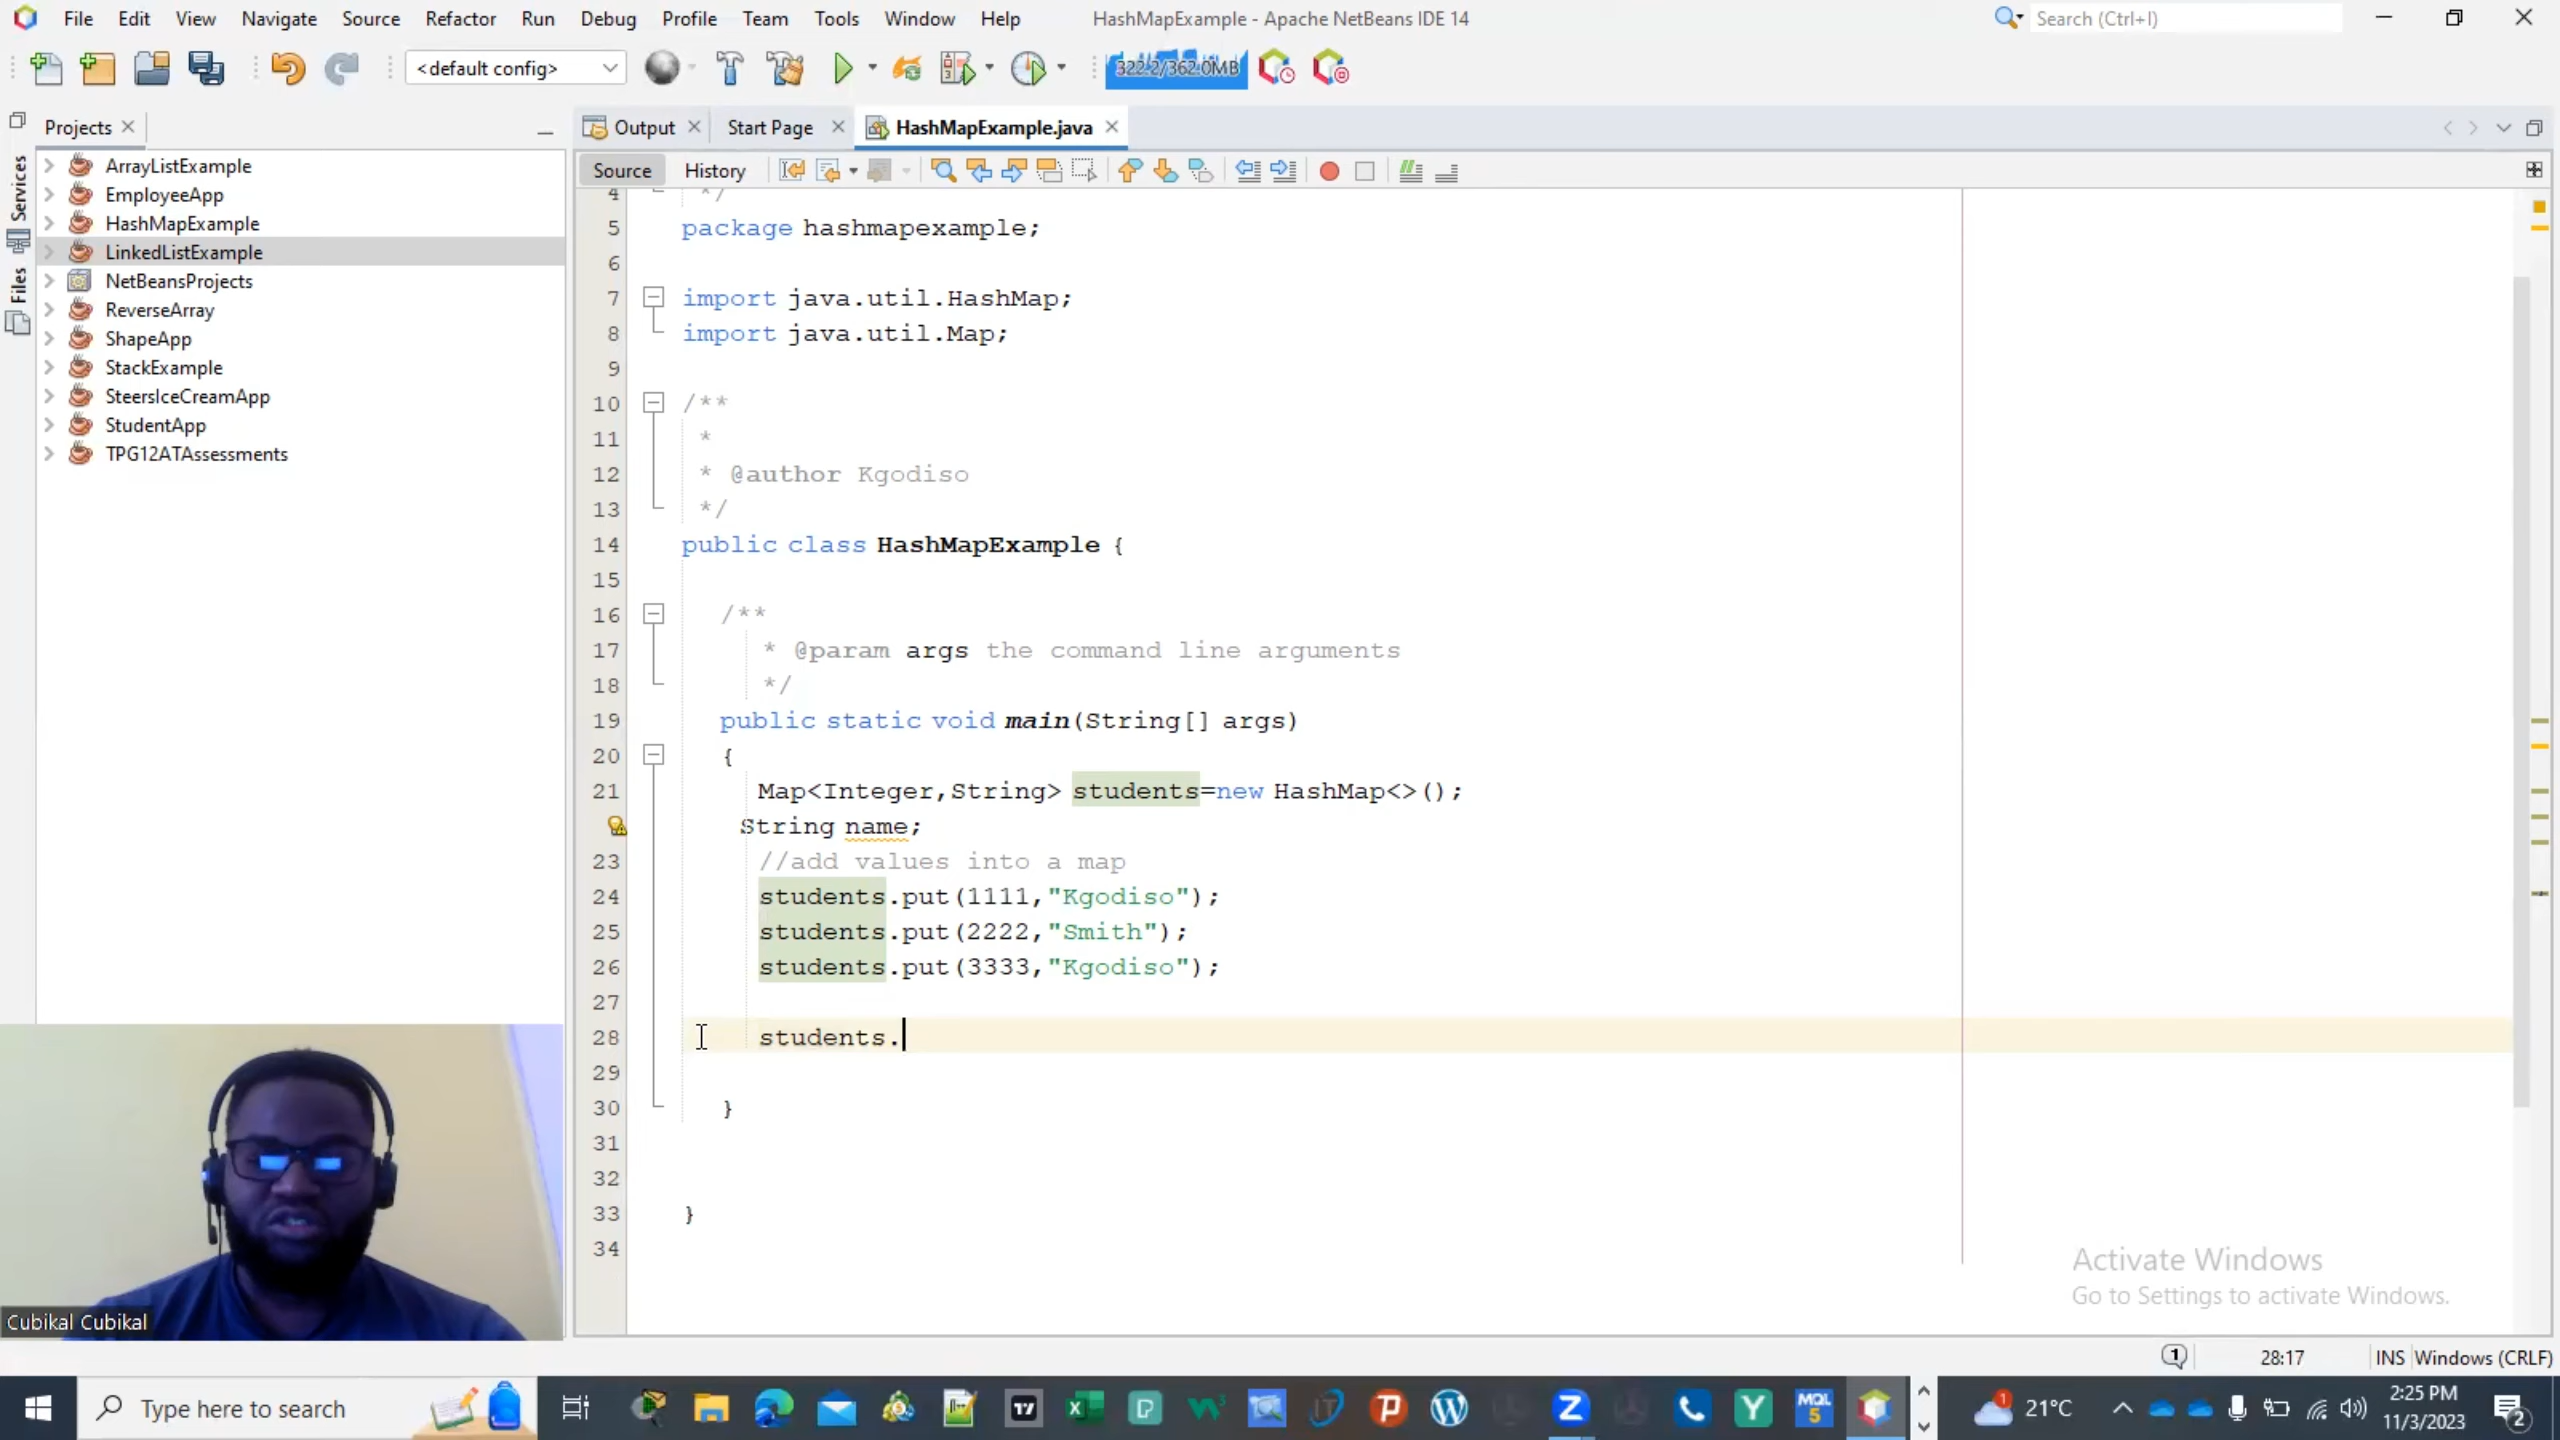 File Edit View Navigate Source Refactor Run Debug Profile Team Tools Window Help
HashMapExample - Apache NetBeans IDE 14
Search (Ctrl+I)
<default config>
322.2/362.0MB
Projects
Output
Start Page
HashMapExample.java
Services
Files
Source
History
ArrayListExample
EmployeeApp
HashMapExample
LinkedListExample
NetBeansProjects
ReverseArray
ShapeApp
StackExample
SteersIceCreamApp
StudentApp
TPG12ATAssessments
4 */
5 package hashmapexample;
6
7 import java.util.HashMap;
8 import java.util.Map;
9
10 /**
11 *
12 * @author Kgodiso
13 */
14 public class HashMapExample {
15
16 /**
17 * @param args the command line arguments
18 */
19 public static void main(String[] args)
20 {
21 Map<Integer,String> students=new HashMap<>();
String name;
23 //add values into a map
24 students.put(1111,"Kgodiso");
25 students.put(2222,"Smith");
26 students.put(3333,"Kgodiso");
27
28 students.
29
30 }
31
32
33 }
34
Cubikal Cubikal
Activate Windows
Go to Settings to activate Windows.
1
28:17
INS
Windows (CRLF)
Type here to search
MQL
5
1
21°C
2:25 PM
11/3/2023
2